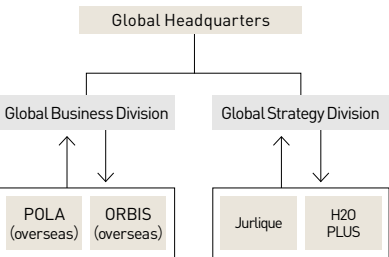 Global Headquarters
Global Business Division
Global Strategy Division
POLA
(overseas)
ORBIS
(overseas)
Jurlique
H2O
PLUS